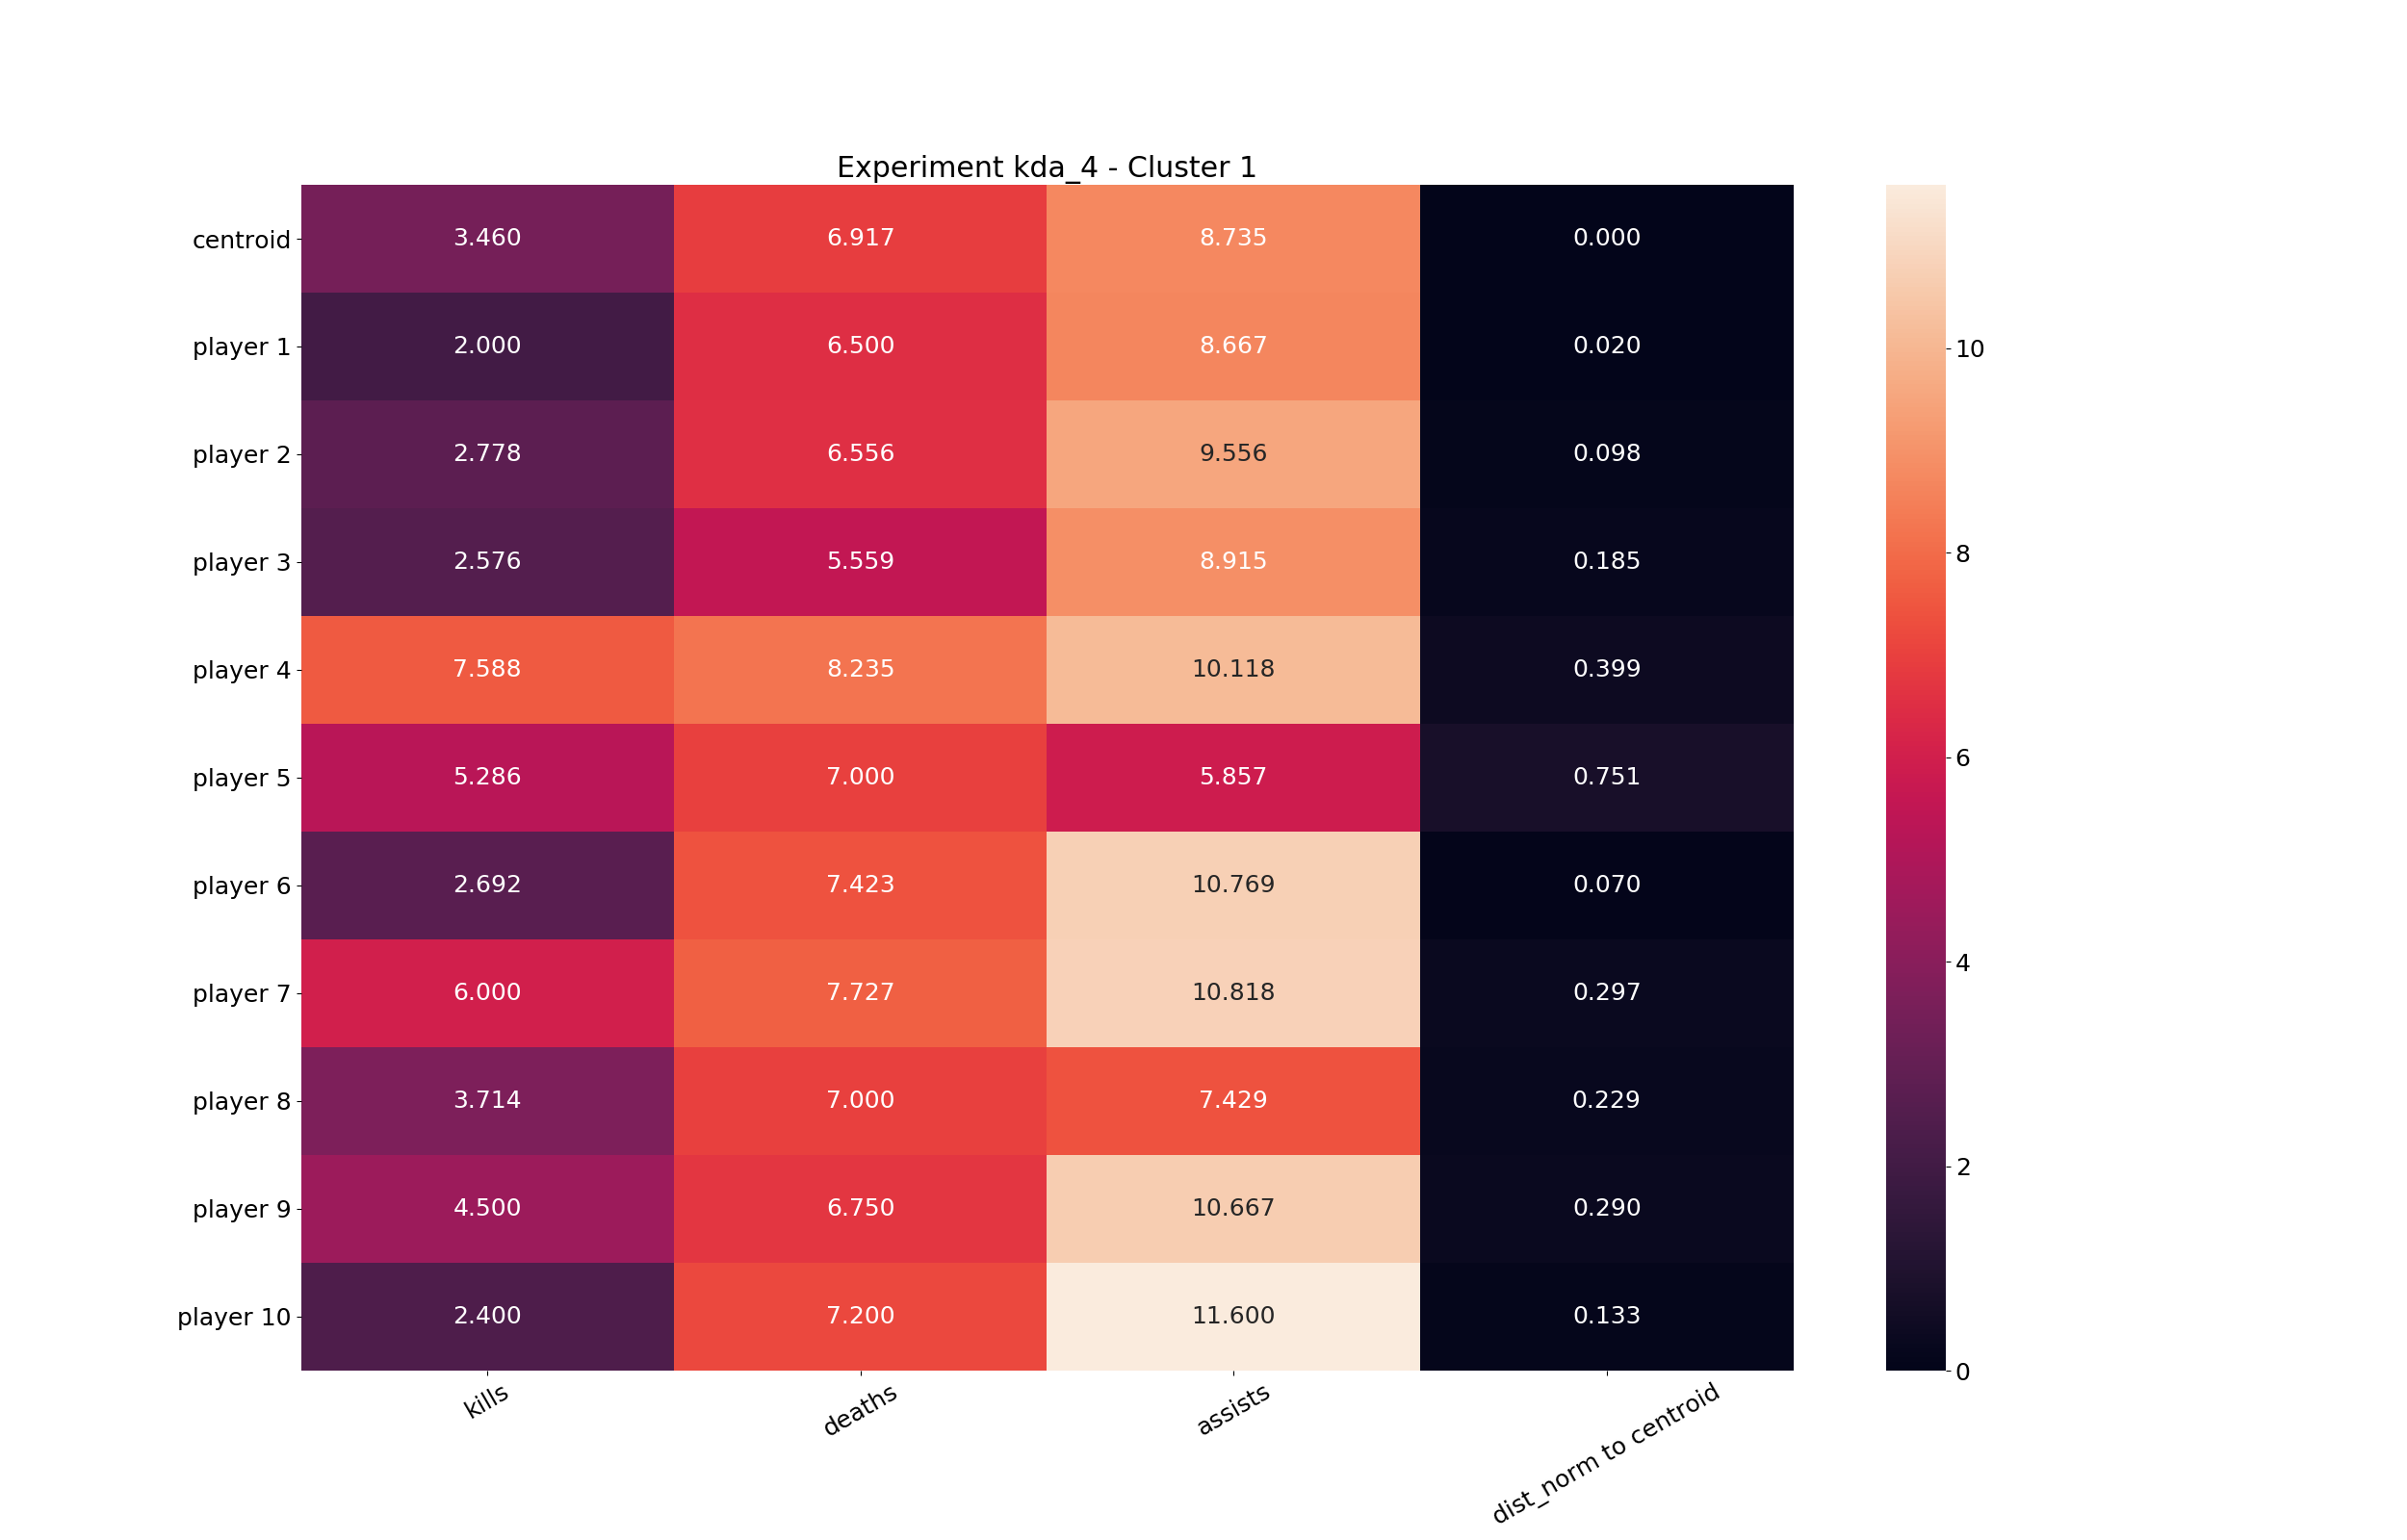 Experiment kda_4 - Cluster 1
centroid 3.460 6.917 8.735 0.000
player 1 2.000 6.500 8.667 0.020
player 2 2.778 6.556 9.556 0.098
player 3 2.576 5.559 8.915 0.185
player 4 7.588 8.235 10.118 0.399
player 5 5.286 7.000 5.857 0.751
player 6 2.692 7.423 10.769 0.070
player 7 6.000 7.727 10.818 0.297
player 8 3.714 7.000 7.429 0.229
player 9 4.500 6.750 10.667 0.290
player 10 2.400 7.200 11.600 0.133
kills deaths assists dist_norm to centroid
10
8
6
4
2
0